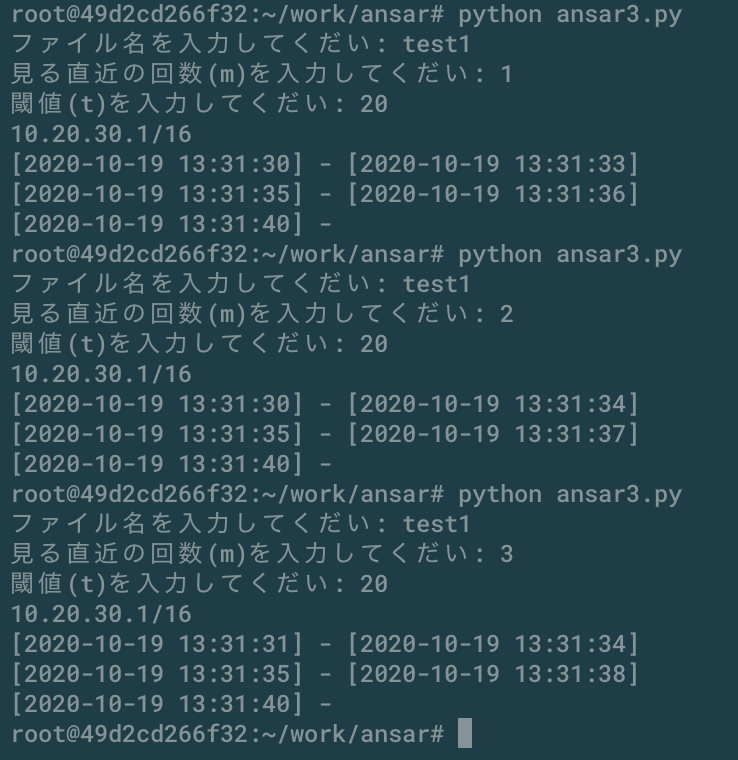 root@49d2cd266f32:~/work/ansar# python ansar3.py
ファイル名を入力してくだい: test1
見る直近の回数(m)を入力してくだい: 1
閾値(t)を入力してくだい: 20
10.20.30.1/16
[2020-10-19 13:31:30] - [2020-10-19 13:31:33]
[2020-10-19 13:31:35] - [2020-10-19 13:31:36]
[2020-10-19 13:31:40] -
root@49d2cd266f32:~/work/ansar# python ansar3.py
ファイル名を入力してくだい: test1
見る直近の回数(m)を入力してくだい: 2
閾値(t)を入力してくだい: 20
10.20.30.1/16
[2020-10-19 13:31:30] - [2020-10-19 13:31:34]
[2020-10-19 13:31:35] - [2020-10-19 13:31:37]
[2020-10-19 13:31:40] -
root@49d2cd266f32:~/work/ansar# python ansar3.py
ファイル名を入力してくだい: test1
見る直近の回数(m)を入力してくだい: 3
閾値(t)を入力してくだい: 20
10.20.30.1/16
[2020-10-19 13:31:31] - [2020-10-19 13:31:34]
[2020-10-19 13:31:35] - [2020-10-19 13:31:38]
[2020-10-19 13:31:40] -
root@49d2cd266f32:~/work/ansar#